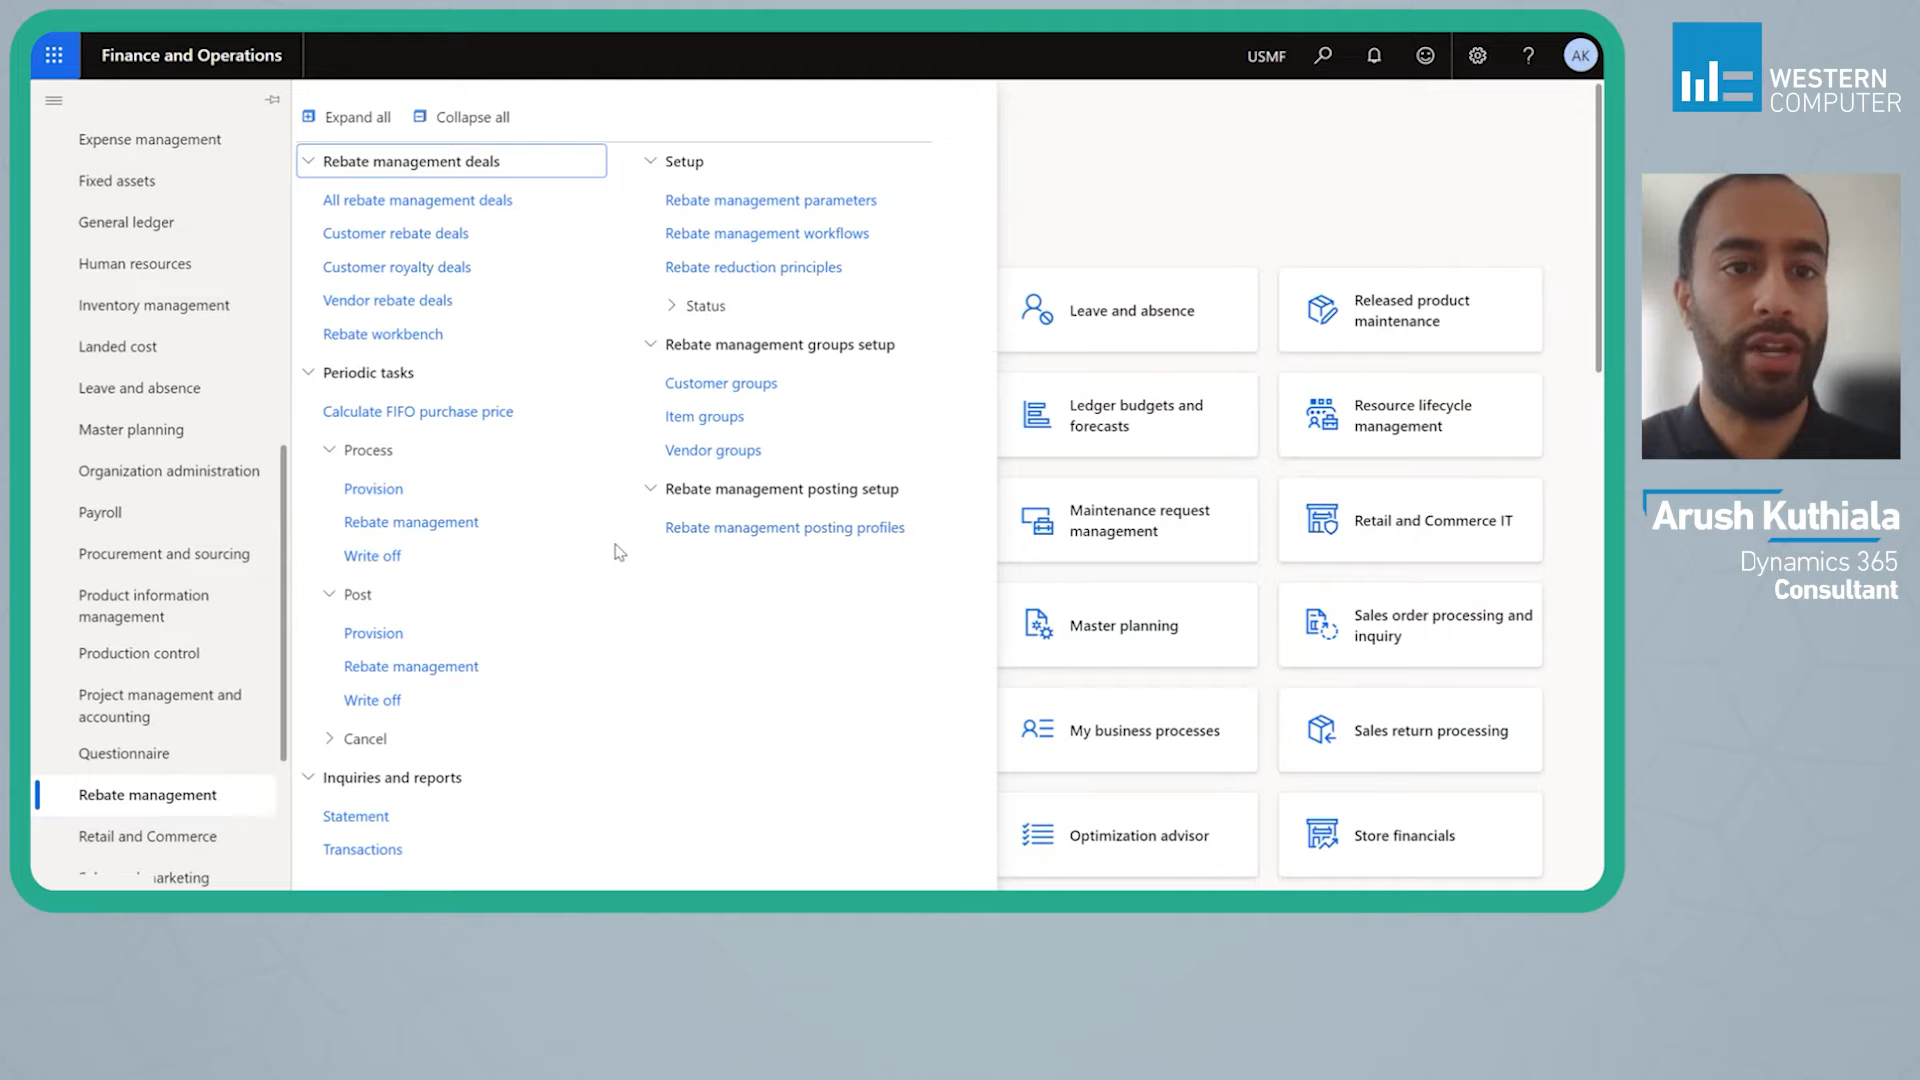 Finance and Operations
USMF
AK
Expand all
Collapse all
Expense management
Fixed assets
General ledger
Human resources
Inventory management
Landed cost
Leave and absence
Master planning
Organization administration
Payroll
Procurement and sourcing
Product information
management
Production control
Project management and
accounting
Questionnaire
Rebate management
Retail and Commerce
marketing
Rebate management deals
All rebate management deals
Customer rebate deals
Customer royalty deals
Vendor rebate deals
Rebate workbench
Periodic tasks
Calculate FIFO purchase price
Process
Provision
Rebate management
Write off
Post
Provision
Rebate management
Write off
Cancel
Inquiries and reports
Statement
Transactions
Setup
Rebate management parameters
Rebate management workflows
Rebate reduction principles
Status
Rebate management groups setup
Customer groups
Item groups
Vendor groups
Rebate management posting setup
Rebate management posting profiles
Leave and absence
Released product
maintenance
Ledger budgets and
forecasts
Resource lifecycle
management
Maintenance request
management
Retail and Commerce IT
Master planning
Sales order processing and
inquiry
My business processes
Sales return processing
Optimization advisor
Store financials
WESTERN
COMPUTER
Arush Kuthiala
Dynamics 365
Consultant